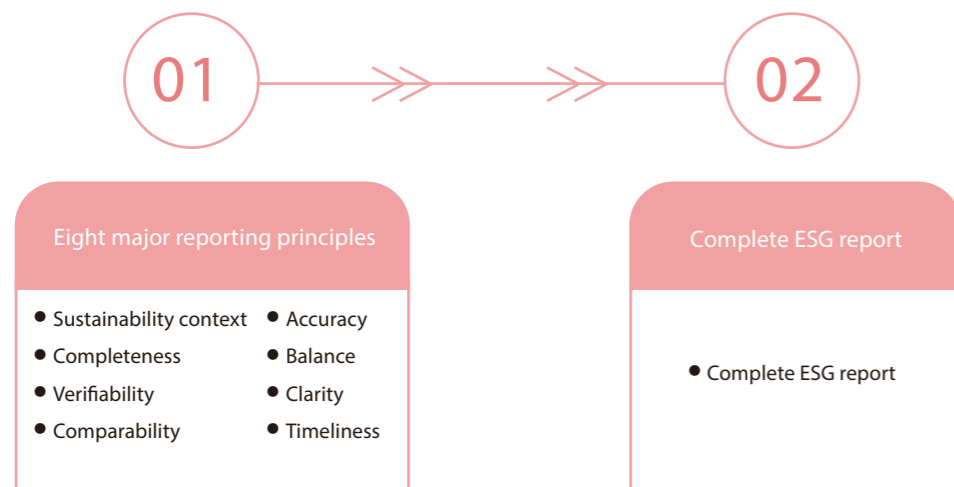 01
02
Eight major reporting principles
Complete ESG report
• Sustainability context
• Completeness
• Verifiability
• Comparability
• Accuracy
• Balance
• Clarity
• Timeliness
• Complete ESG report